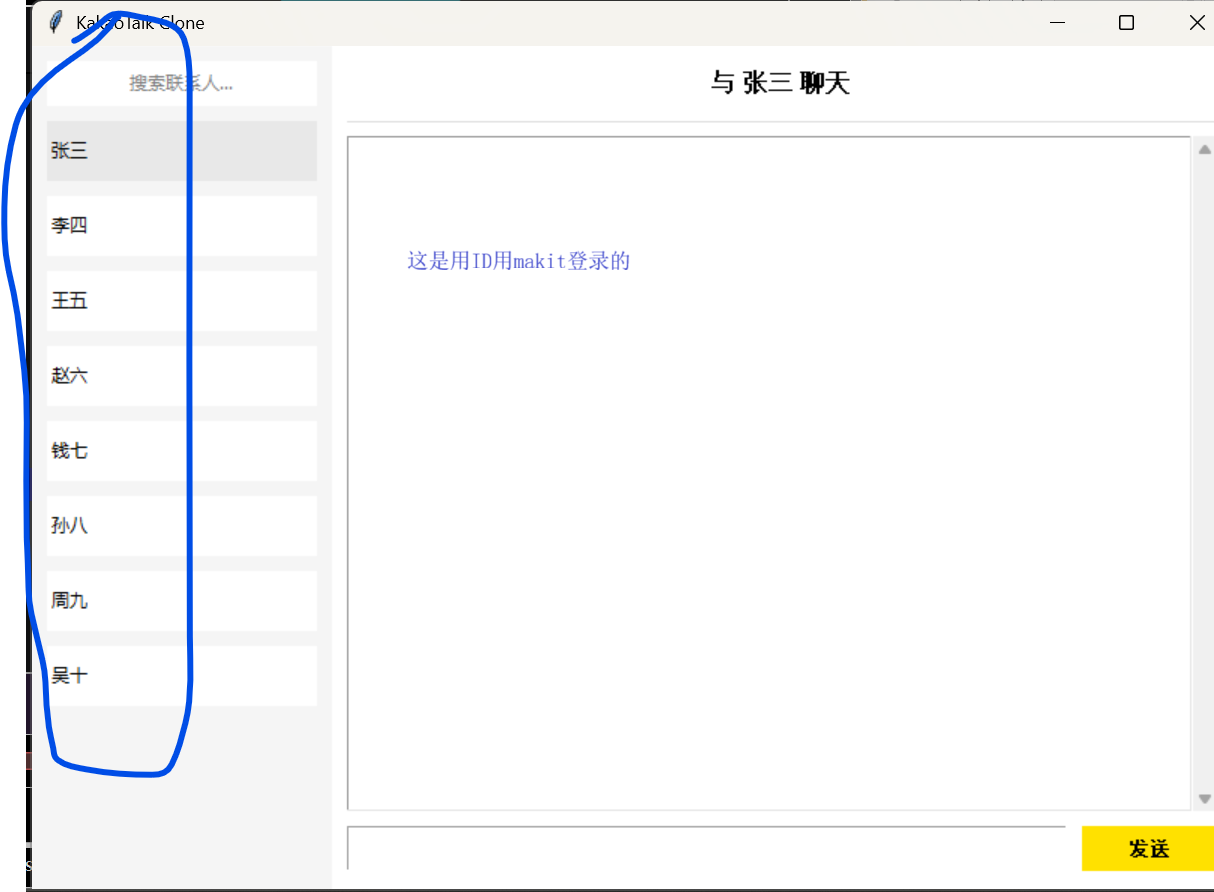 KakaoTalk Clone
搜索联系人...
张三
李四
王五
赵六
钱七
孙八
周九
吴十
与 张三 聊天
这是用ID用makit登录的
发送